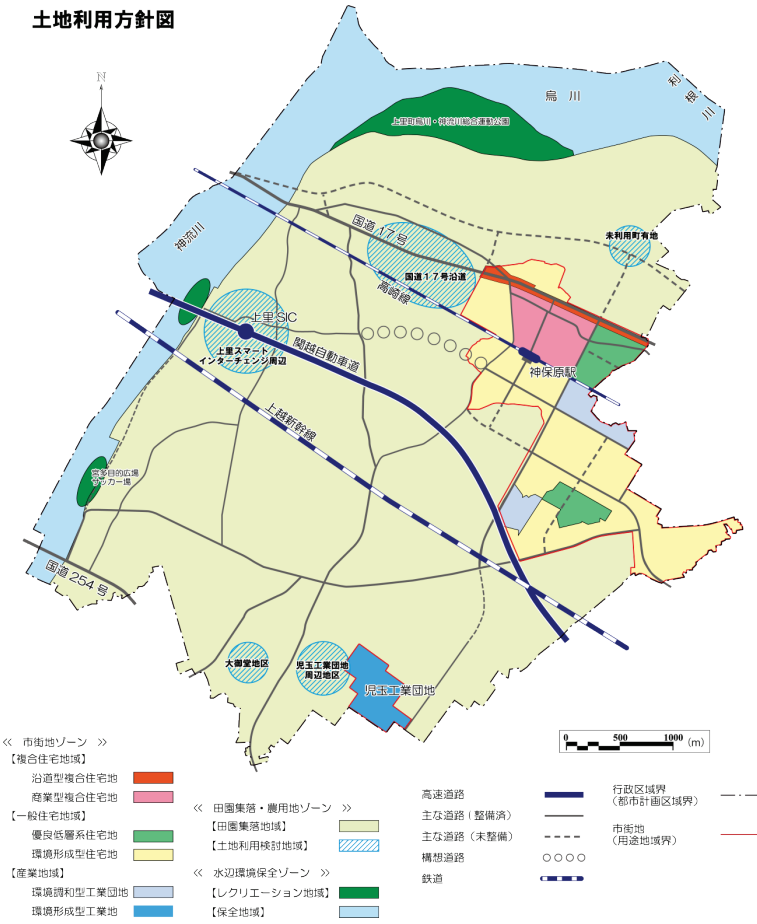 土地利用方針図
N
烏 川
利根川
上里町烏川・神流川総合運動公園
神流川
国道17号
未利用町有地
国道17号沿道
高崎線
上里SIC
上里スマート
インターチェンジ周辺
関越自動車道
神保原駅
上越新幹線
宮多目的広場
サッカー場
国道254号
大御堂地区
児玉工業団地
周辺地区
児玉工業団地
0 500 1000 (m)
≪ 市街地ゾーン ≫
【複合住宅地域】
沿道型複合住宅地
商業型複合住宅地
【一般住宅地域】
優良低層系住宅地
環境形成型住宅地
【産業地域】
環境調和型工業団地
環境形成型工業地
≪ 田園集落・農用地ゾーン ≫
【田園集落地域】
【土地利用検討地域】
≪ 水辺環境保全ゾーン ≫
【レクリエーション地域】
【保全地域】
高速道路
主な道路(整備済)
主な道路(未整備)
構想道路
鉄道
行政区域界
(都市計画区域界)
市街地
(用途地域界)